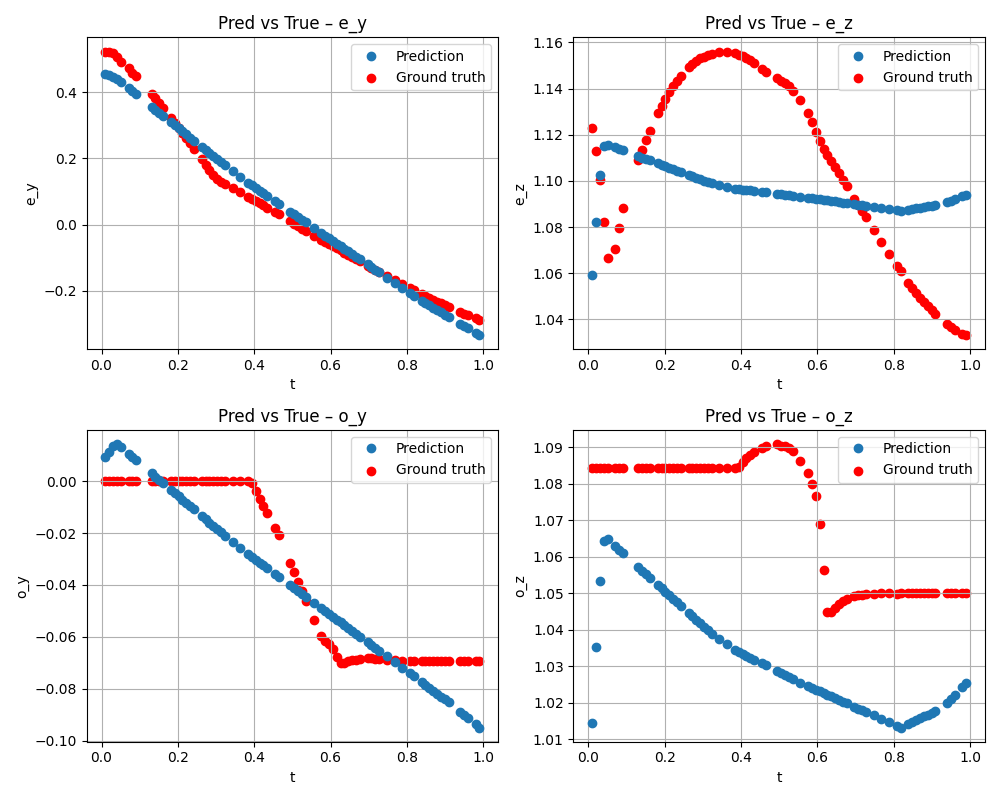 Pred vs True – e_y
Prediction
Ground truth
e_y
0.4
0.2
0.0
−0.2
0.0 0.2 0.4 0.6 0.8 1.0
t
Pred vs True – e_z
Prediction
Ground truth
e_z
1.16
1.14
1.12
1.10
1.08
1.06
1.04
0.0 0.2 0.4 0.6 0.8 1.0
t
Pred vs True – o_y
Prediction
Ground truth
o_y
0.00
−0.02
−0.04
−0.06
−0.08
−0.10
0.0 0.2 0.4 0.6 0.8 1.0
t
Pred vs True – o_z
Prediction
Ground truth
o_z
1.09
1.08
1.07
1.06
1.05
1.04
1.03
1.02
1.01
0.0 0.2 0.4 0.6 0.8 1.0
t